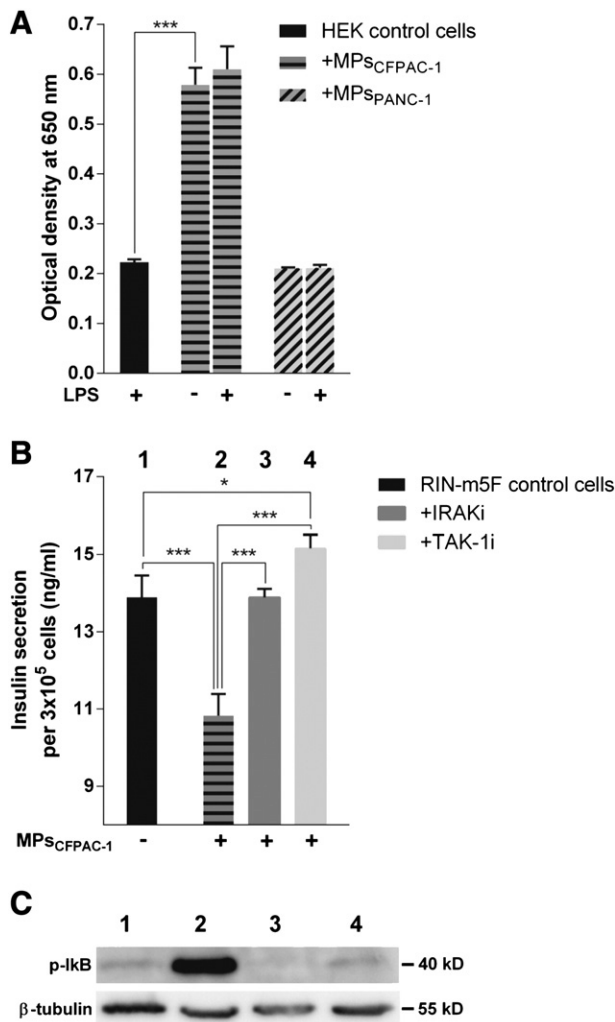 A
***
Optical density at 650 nm
0.7
0.6
0.5
0.4
0.3
0.2
0.1
0.0
LPS + - + - +
HEK control cells
+MPsCFPAC-1
+MPsPANC-1
B
1 2 3 4
*
***
*** ***
Insulin secretion
per 3x10⁵ cells (ng/ml)
17
15
13
11
9
MPsCFPAC-1 - + + +
RIN-m5F control cells
+IRAKi
+TAK-1i
C
1 2 3 4
p-IkB 40 kD
β-tubulin 55 kD